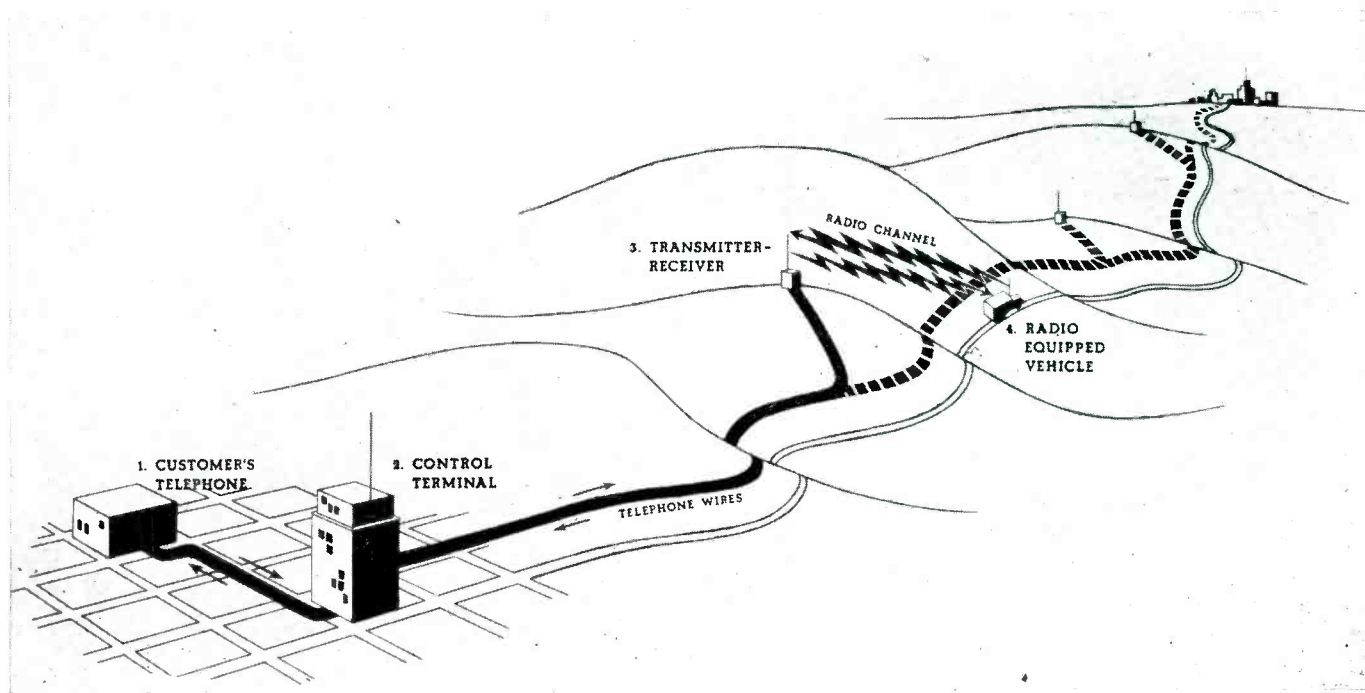 RADIO CHANNEL
3. TRANSMITTER-
RECEIVER
4. RADIO
EQUIPPED
VEHICLE
1. CUSTOMER'S
TELEPHONE
2. CONTROL
TERMINAL
TELEPHONE WIRES